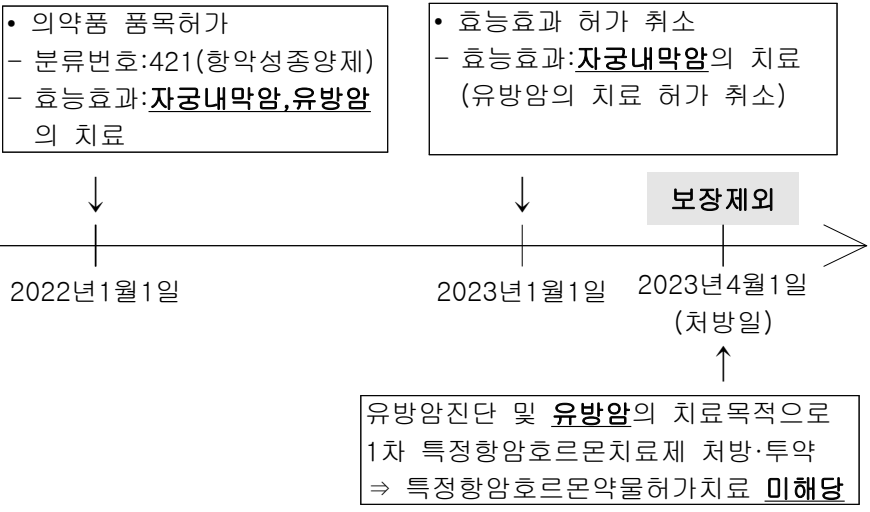 • 의약품 품목허가
- 분류번호:421(항악성종양제)
- 효능효과:자궁내막암,유방암
의 치료
• 효능효과 허가 취소
- 효능효과:자궁내막암의 치료
(유방암의 치료 허가 취소)
보장제외
2022년1월1일
2023년1월1일
2023년4월1일
(처방일)
유방암진단 및 유방암의 치료목적으로
1차 특정항암호르몬치료제 처방·투약
⇒ 특정항암호르몬약물허가치료 미해당